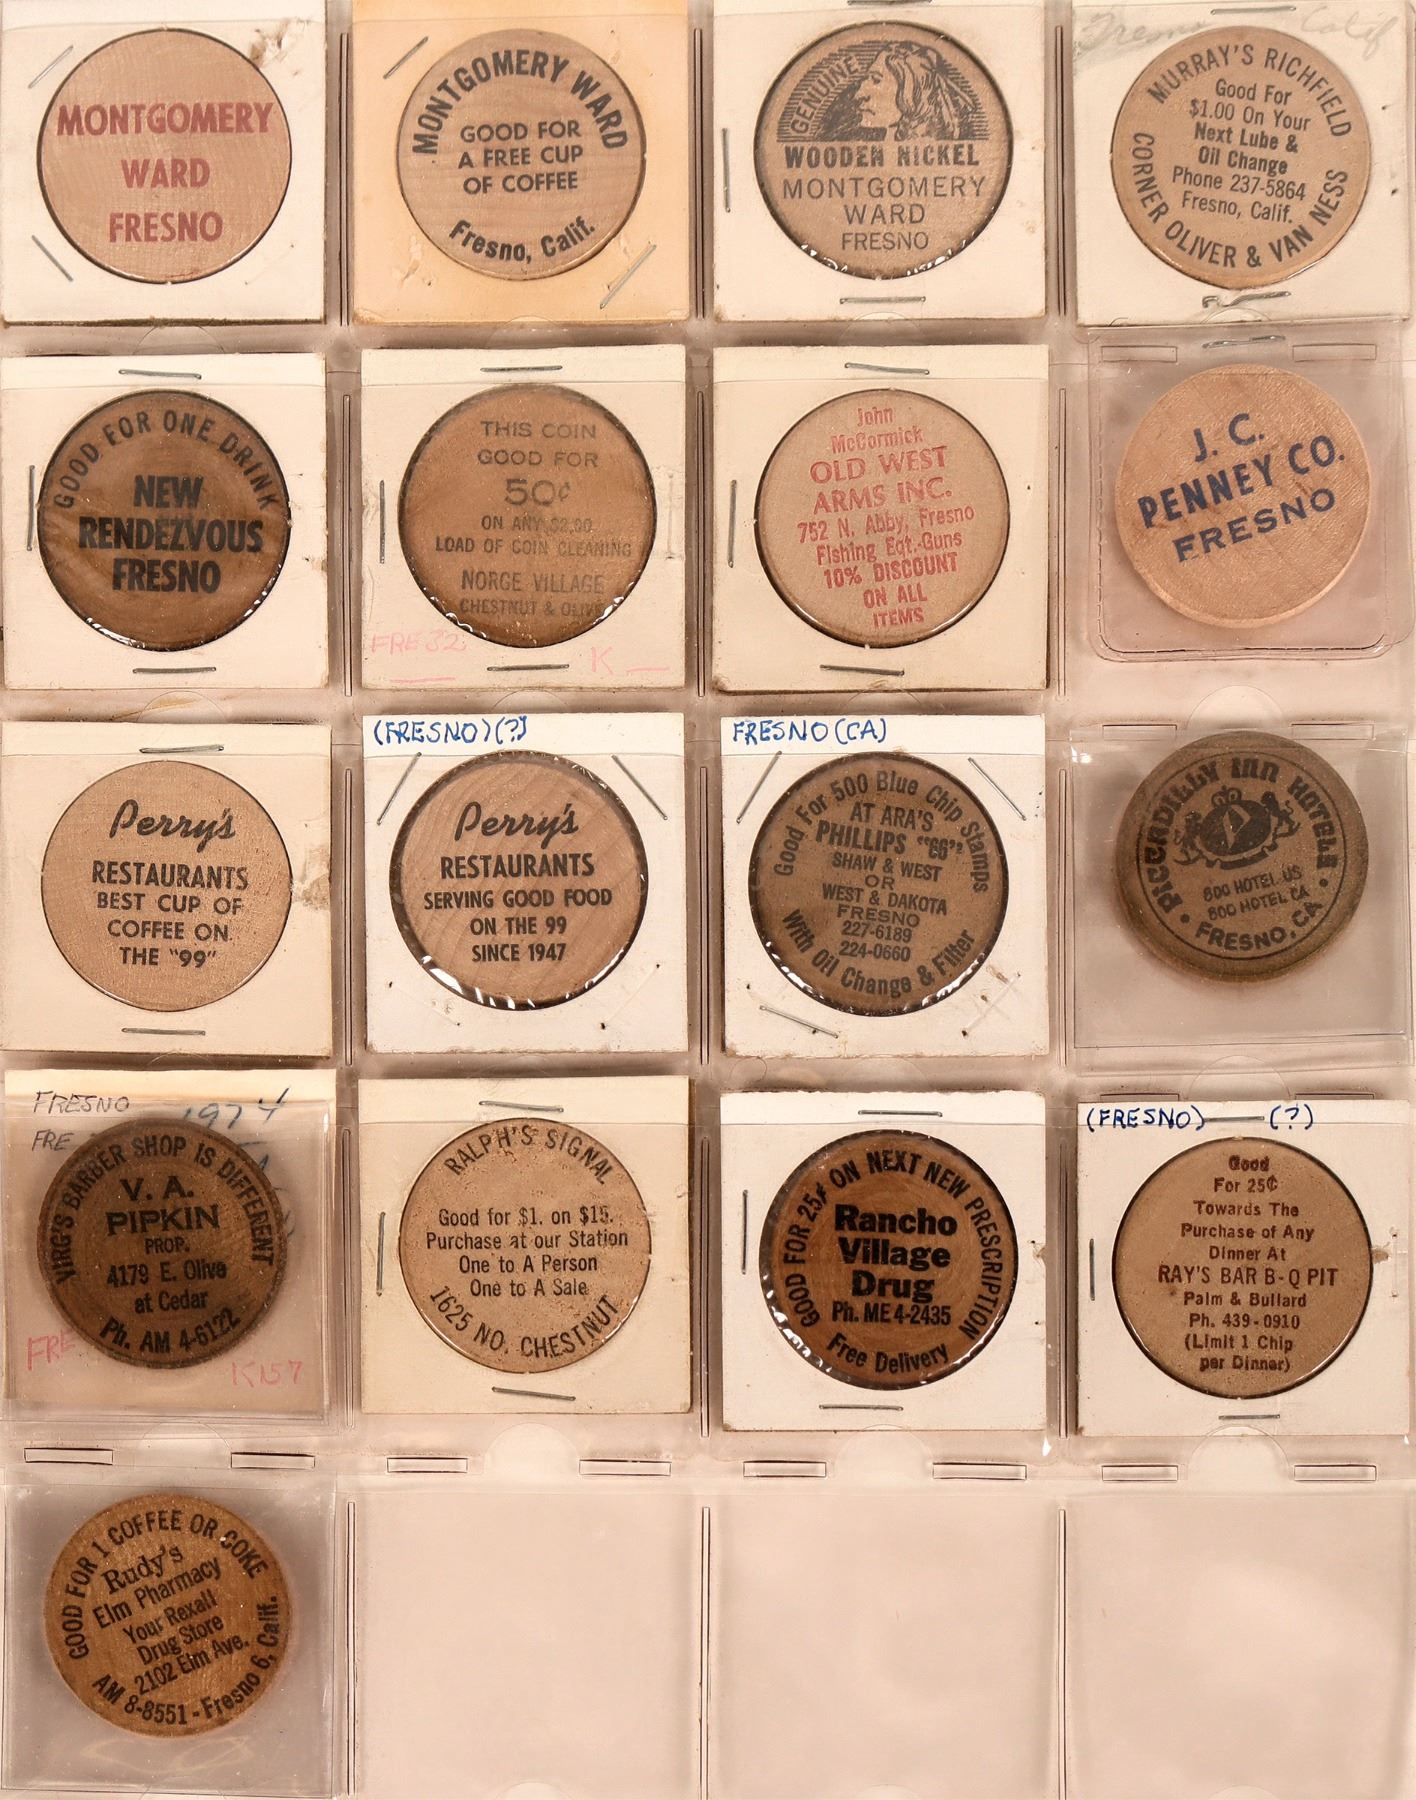 MONTGOMERY
WARD
FRESNO
MONTGOMERY WARD
GOOD FOR
A FREE CUP
OF COFFEE
Fresno, Calif.
GENUINE
WOODEN NICKEL
MONTGOMERY
WARD
FRESNO
Fresno Calif
MURRAY'S RICHFIELD
Good For
$1.00 On Your
Next Lube &
Oil Change
Phone 237-5864
Fresno, Calif.
CORNER OLIVER & VAN NESS
GOOD FOR ONE DRINK
NEW
RENDEZVOUS
FRESNO
THIS COIN
GOOD FOR
50¢
ON ANY $2.00
LOAD OF COIN CLEANING
NORGE VILLAGE
CHESTNUT & OLIVE
FRE 32
K
John
McCormick
OLD WEST
ARMS INC.
752 N. Abby, Fresno
Fishing Eqt.-Guns
10% DISCOUNT
ON ALL
ITEMS
J. C.
PENNEY CO.
FRESNO
Perry's
RESTAURANTS
BEST CUP OF
COFFEE ON
THE "99"
(FRESNO)(?)
Perry's
RESTAURANTS
SERVING GOOD FOOD
ON THE 99
SINCE 1947
FRESNO (CA)
Good For 500 Blue Chip Stamps
AT ARA'S
PHILLIPS "66"
SHAW & WEST
OR
WEST & DAKOTA
FRESNO
227-6189
224-0660
With Oil Change & Filter
PICCADILLY INN HOTELS
800 HOTEL US
800 HOTEL CA
FRESNO, CA
FRESNO 1974
FRE
VIRG'S BARBER SHOP IS DIFFERENT
V. A.
PIPKIN
PROP.
4179 E. Olive
at Cedar
Ph. AM 4-6122
FRE K157
RALPH'S SIGNAL
Good for $1. on $15.
Purchase at our Station
One to A Person
One to A Sale
1625 NO. CHESTNUT
GOOD FOR 25¢ ON NEXT NEW PRESCRIPTION
Rancho
Village
Drug
Ph. ME 4-2435
Free Delivery
(FRESNO) (?)
Good
For 25¢
Towards The
Purchase of Any
Dinner At
RAY'S BAR B-Q PIT
Palm & Bullard
Ph. 439-0910
(Limit 1 Chip
per Dinner)
GOOD FOR 1 COFFEE OR COKE
Rudy's
Elm Pharmacy
Your Rexall
Drug Store
2102 Elm Ave.
AM 8-8551 - Fresno 6, Calif.